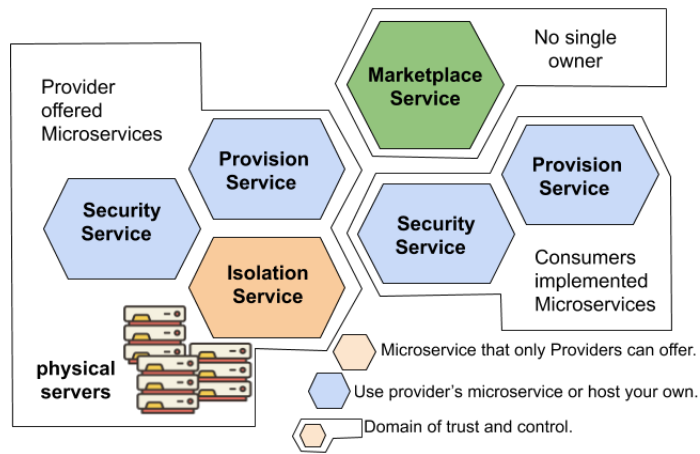 Provider
offered
Microservices
Marketplace
Service
No single
owner
Provision
Service
Security
Service
Isolation
Service
physical
servers
Provision
Service
Security
Service
Consumers
implemented
Microservices
Microservice that only Providers can offer.
Use provider's microservice or host your own.
Domain of trust and control.